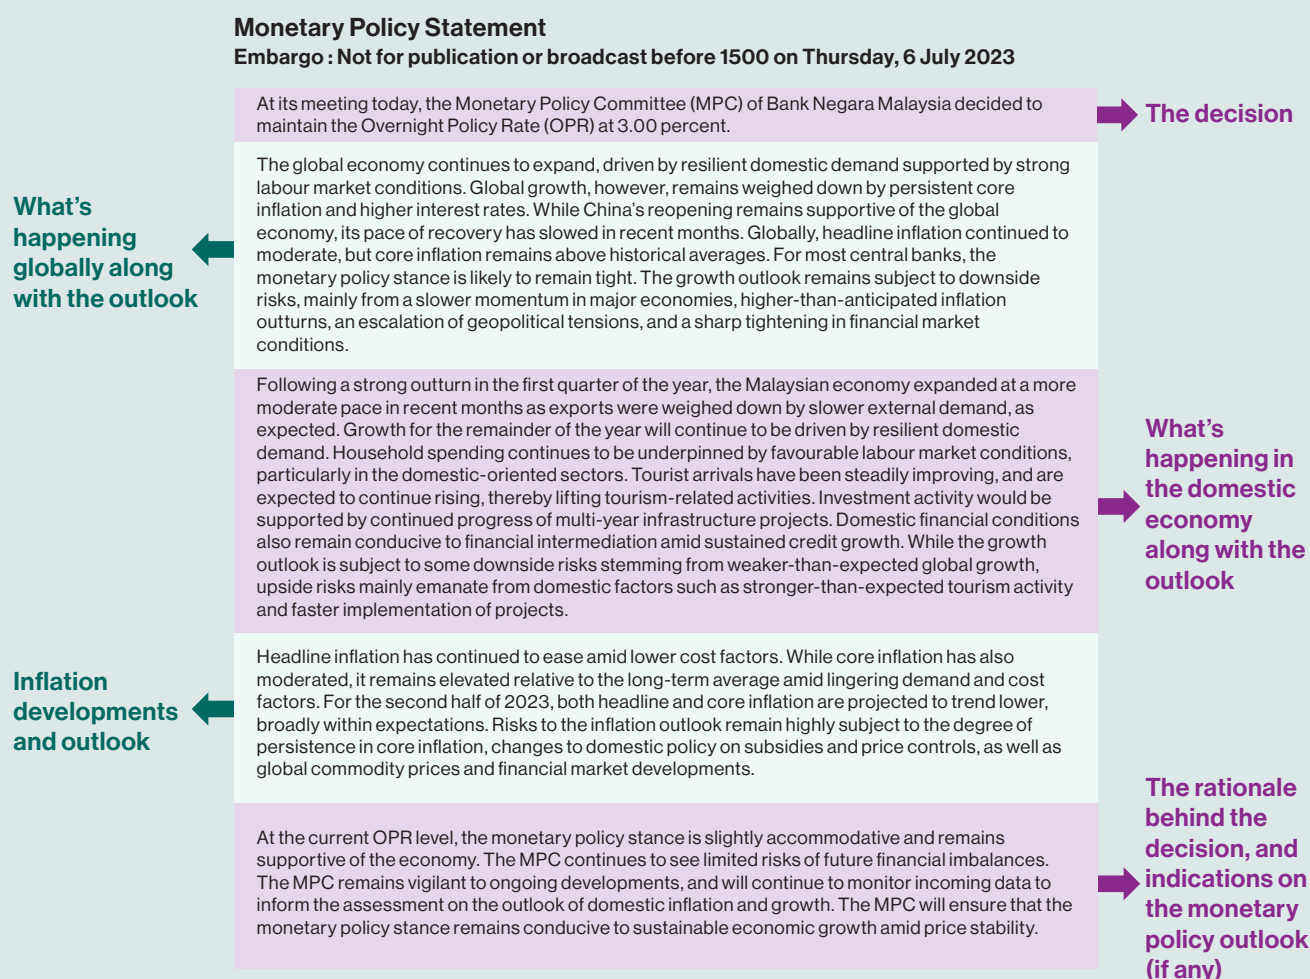 Monetary Policy Statement
Embargo : Not for publication or broadcast before 1500 on Thursday, 6 July 2023
At its meeting today, the Monetary Policy Committee (MPC) of Bank Negara Malaysia decided to
maintain the Overnight Policy Rate (OPR) at 3.00 percent.
The decision
What's
happening
globally along
with the outlook
The global economy continues to expand, driven by resilient domestic demand supported by strong
labour market conditions. Global growth, however, remains weighed down by persistent core
inflation and higher interest rates. While China's reopening remains supportive of the global
economy, its pace of recovery has slowed in recent months. Globally, headline inflation continued to
moderate, but core inflation remains above historical averages. For most central banks, the
monetary policy stance is likely to remain tight. The growth outlook remains subject to downside
risks, mainly from a slower momentum in major economies, higher-than-anticipated inflation
outturns, an escalation of geopolitical tensions, and a sharp tightening in financial market
conditions.
Following a strong outturn in the first quarter of the year, the Malaysian economy expanded at a more
moderate pace in recent months as exports were weighed down by slower external demand, as
expected. Growth for the remainder of the year will continue to be driven by resilient domestic
demand. Household spending continues to be underpinned by favourable labour market conditions,
particularly in the domestic-oriented sectors. Tourist arrivals have been steadily improving, and are
expected to continue rising, thereby lifting tourism-related activities. Investment activity would be
supported by continued progress of multi-year infrastructure projects. Domestic financial conditions
also remain conducive to financial intermediation amid sustained credit growth. While the growth
outlook is subject to some downside risks stemming from weaker-than-expected global growth,
upside risks mainly emanate from domestic factors such as stronger-than-expected tourism activity
and faster implementation of projects.
What's
happening in
the domestic
economy
along with the
outlook
Inflation
developments
and outlook
Headline inflation has continued to ease amid lower cost factors. While core inflation has also
moderated, it remains elevated relative to the long-term average amid lingering demand and cost
factors. For the second half of 2023, both headline and core inflation are projected to trend lower,
broadly within expectations. Risks to the inflation outlook remain highly subject to the degree of
persistence in core inflation, changes to domestic policy on subsidies and price controls, as well as
global commodity prices and financial market developments.
At the current OPR level, the monetary policy stance is slightly accommodative and remains
supportive of the economy. The MPC continues to see limited risks of future financial imbalances.
The MPC remains vigilant to ongoing developments, and will continue to monitor incoming data to
inform the assessment on the outlook of domestic inflation and growth. The MPC will ensure that the
monetary policy stance remains conducive to sustainable economic growth amid price stability.
The rationale
behind the
decision, and
indications on
the monetary
policy outlook
(if any)